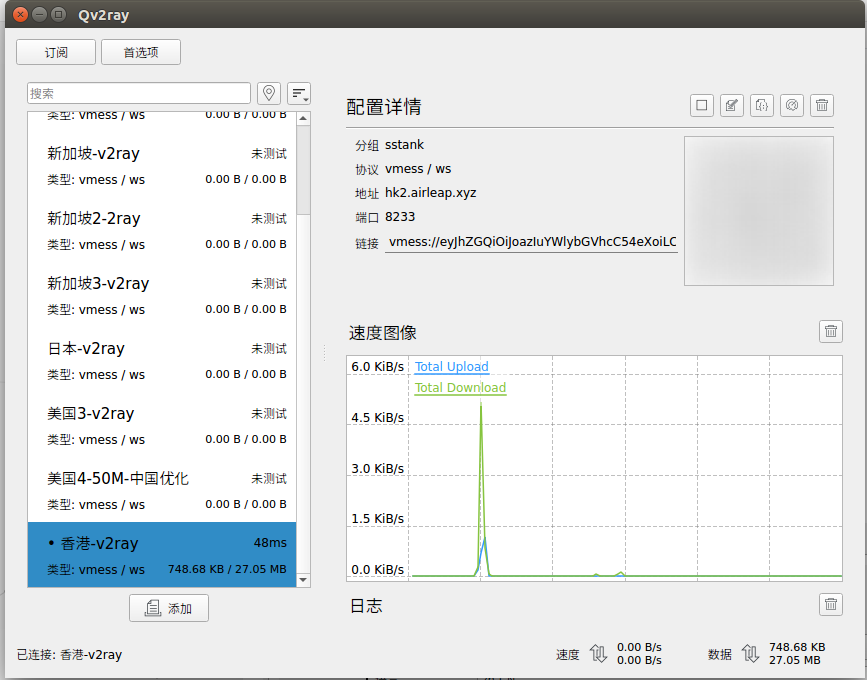 Qv2ray
订阅 首选项
搜索
类型: vmess / ws 0.00 B / 0.00 B
新加坡-v2ray 未测试
类型: vmess / ws 0.00 B / 0.00 B
新加坡2-2ray 未测试
类型: vmess / ws 0.00 B / 0.00 B
新加坡3-v2ray 未测试
类型: vmess / ws 0.00 B / 0.00 B
日本-v2ray 未测试
类型: vmess / ws 0.00 B / 0.00 B
美国3-v2ray 未测试
类型: vmess / ws 0.00 B / 0.00 B
美国4-50M-中国优化 未测试
类型: vmess / ws 0.00 B / 0.00 B
• 香港-v2ray 48ms
类型: vmess / ws 748.68 KB / 27.05 MB
添加
配置详情
分组 sstank
协议 vmess / ws
地址 hk2.airleap.xyz
端口 8233
链接 vmess://eyJhZGQiOiJoazIuYWlybGVhcC54eXoiLC
速度图像
6.0 KiB/s Total Upload
Total Download
4.5 KiB/s
3.0 KiB/s
1.5 KiB/s
0.0 KiB/s
日志
已连接: 香港-v2ray
速度 0.00 B/s
0.00 B/s
数据 748.68 KB
27.05 MB